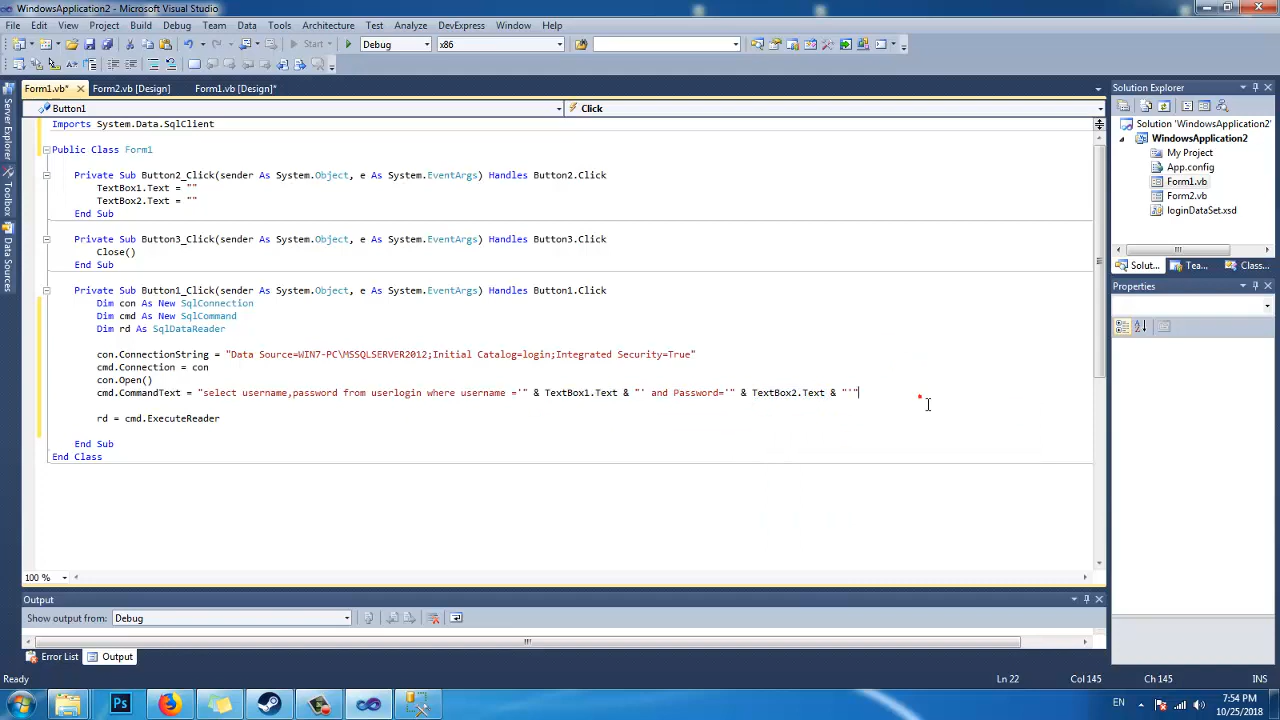 WindowsApplication2 - Microsoft Visual Studio
File Edit View Project Build Debug Team Data Tools Architecture Test Analyze DevExpress Window Help
Start Debug x86
Form1.vb* Form2.vb [Design] Form1.vb [Design]*
Button1 Click
Imports System.Data.SqlClient
Public Class Form1
Private Sub Button2_Click(sender As System.Object, e As System.EventArgs) Handles Button2.Click
TextBox1.Text = ""
TextBox2.Text = ""
End Sub
Private Sub Button3_Click(sender As System.Object, e As System.EventArgs) Handles Button3.Click
Close()
End Sub
Private Sub Button1_Click(sender As System.Object, e As System.EventArgs) Handles Button1.Click
Dim con As New SqlConnection
Dim cmd As New SqlCommand
Dim rd As SqlDataReader
con.ConnectionString = "Data Source=WIN7-PC\MSSQLSERVER2012;Initial Catalog=login;Integrated Security=True"
cmd.Connection = con
con.Open()
cmd.CommandText = "select username,password from userlogin where username ='" & TextBox1.Text & "' and Password='" & TextBox2.Text & "'"
rd = cmd.ExecuteReader
End Sub
End Class
100 %
Output
Show output from: Debug
Error List Output
Ready Ln 22 Col 145 Ch 145 INS
Server Explorer
Toolbox
Data Sources
Solution Explorer
Solution 'WindowsApplication2'
WindowsApplication2
My Project
App.config
Form1.vb
Form2.vb
loginDataSet.xsd
Solut... Tea... Class...
Properties
Ps
EN 7:54 PM
10/25/2018